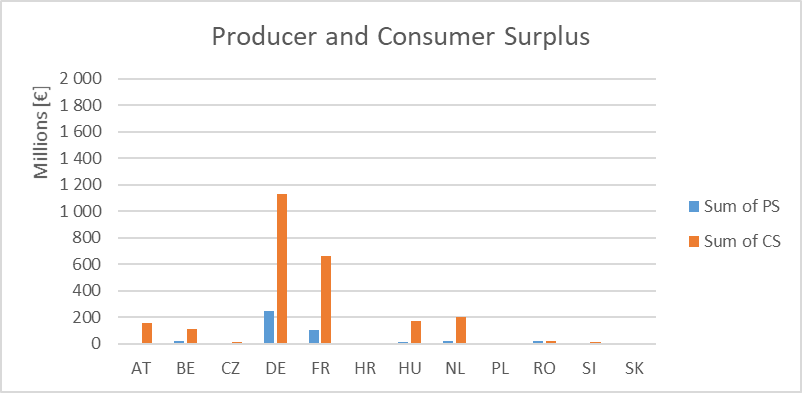 Producer and Consumer Surplus
Millions [€]
2 000
1 800
1 600
1 400
1 200
1 000
800
600
400
200
0
AT BE CZ DE FR HR HU NL PL RO SI SK
Sum of PS
Sum of CS